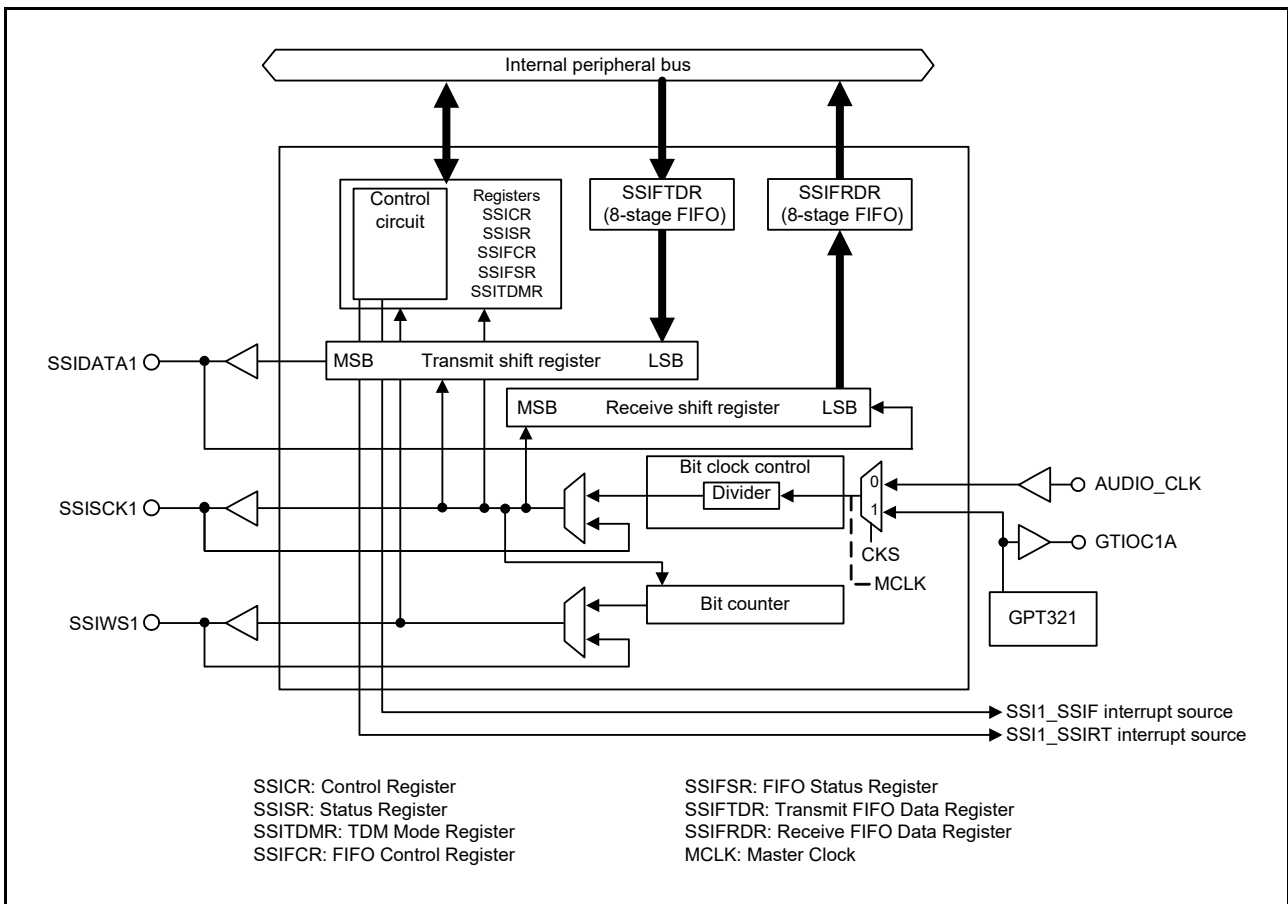 Internal peripheral bus
Control
circuit
Registers
SSICR
SSISR
SSIFCR
SSIFSR
SSITDMR
SSIFTDR
(8-stage FIFO)
SSIFRDR
(8-stage FIFO)
SSIDATA1
MSB Transmit shift register LSB
MSB Receive shift register LSB
Bit clock control
Divider
0
1
AUDIO_CLK
SSISCK1
GTIOC1A
CKS
MCLK
Bit counter
GPT321
SSIWS1
SSI1_SSIF interrupt source
SSI1_SSIRT interrupt source
SSICR: Control Register
SSISR: Status Register
SSITDMR: TDM Mode Register
SSIFCR: FIFO Control Register
SSIFSR: FIFO Status Register
SSIFTDR: Transmit FIFO Data Register
SSIFRDR: Receive FIFO Data Register
MCLK: Master Clock